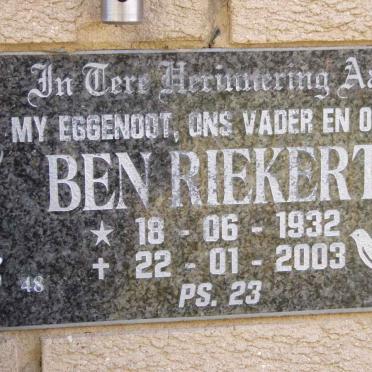 In Tere Herinnering Aa
MY EGGENOOT, ONS VADER EN O
BEN RIEKERT
18 - 06 - 1932
22 - 01 - 2003
PS. 23
48